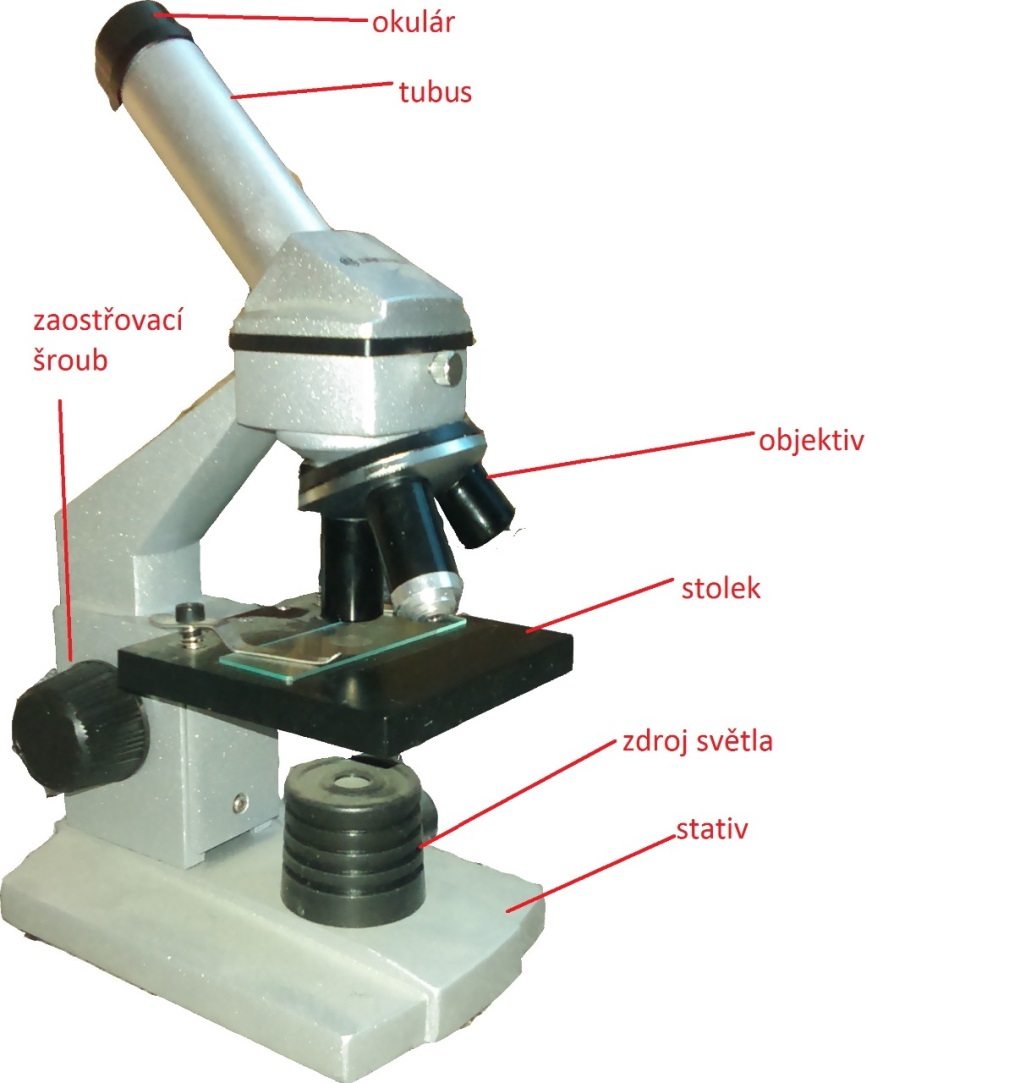 okulár
tubus
zaostřovací
šroub
objektiv
stolek
zdroj světla
stativ